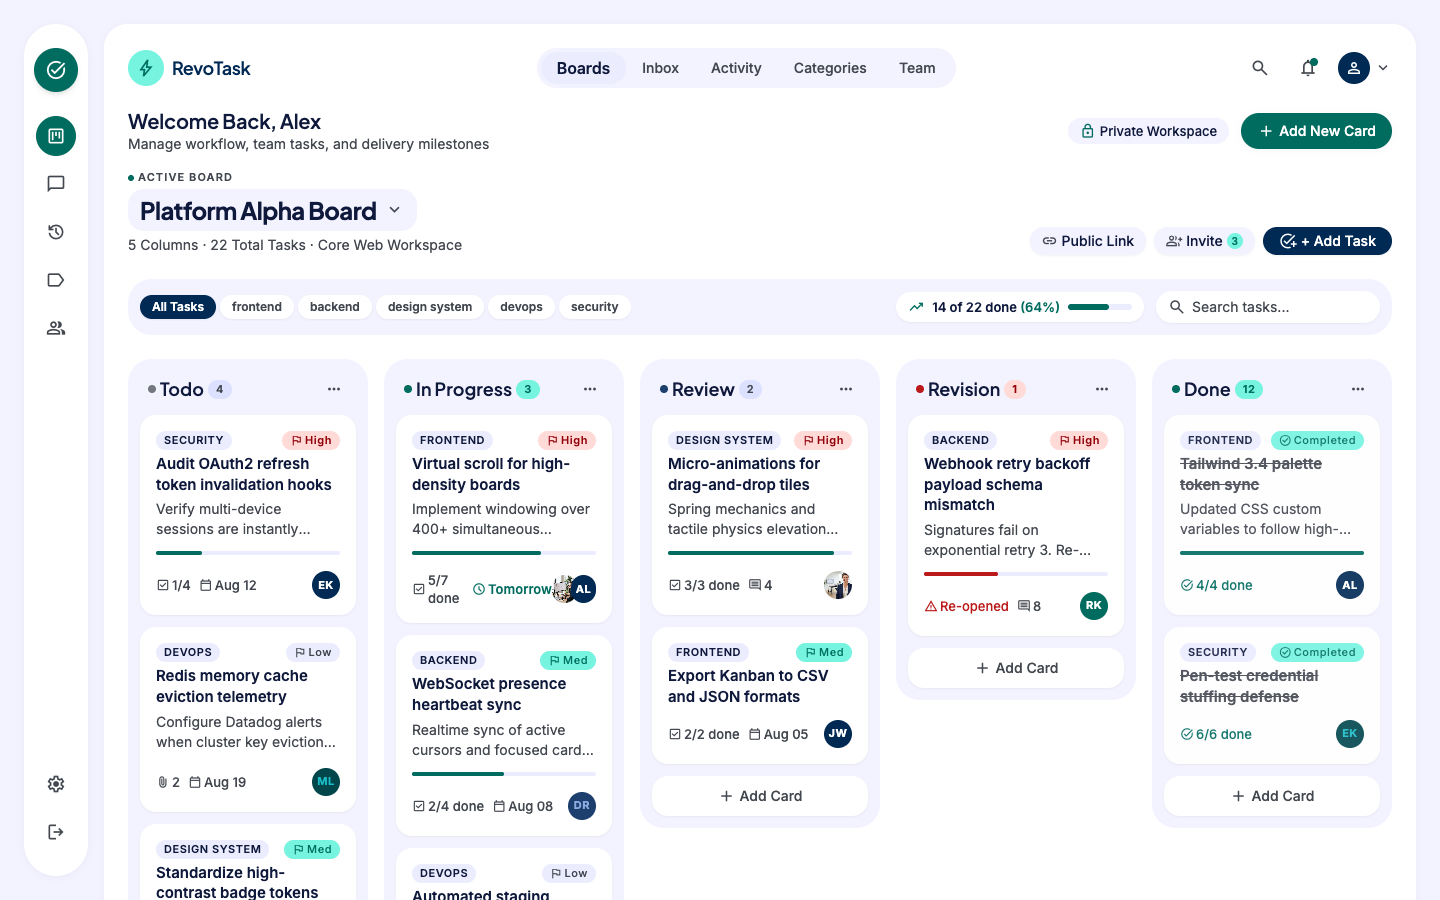 RevoTask
Boards
Inbox
Activity
Categories
Team
Welcome Back, Alex
Manage workflow, team tasks, and delivery milestones
Private Workspace
Add New Card
ACTIVE BOARD
Platform Alpha Board
5 Columns · 22 Total Tasks · Core Web Workspace
Public Link
Invite 3
+ Add Task
All Tasks
frontend
backend
design system
devops
security
14 of 22 done (64%)
Search tasks...
Todo 4
SECURITY
High
Audit OAuth2 refresh
token invalidation hooks
Verify multi-device
sessions are instantly...
1/4
Aug 12
EK
DEVOPS
Low
Redis memory cache
eviction telemetry
Configure Datadog alerts
when cluster key eviction...
2
Aug 19
ML
DESIGN SYSTEM
Med
Standardize high-
contrast badge tokens
In Progress 3
FRONTEND
High
Virtual scroll for high-
density boards
Implement windowing over
400+ simultaneous...
5/7
done
Tomorrow
AL
BACKEND
Med
WebSocket presence
heartbeat sync
Realtime sync of active
cursors and focused card...
2/4 done
Aug 08
DR
DEVOPS
Low
Automated staging
Review 2
DESIGN SYSTEM
High
Micro-animations for
drag-and-drop tiles
Spring mechanics and
tactile physics elevation...
3/3 done
4
FRONTEND
Med
Export Kanban to CSV
and JSON formats
2/2 done
Aug 05
JW
Add Card
Revision 1
BACKEND
High
Webhook retry backoff
payload schema
mismatch
Signatures fail on
exponential retry 3. Re-...
Re-opened
8
RK
Add Card
Done 12
FRONTEND
Completed
Tailwind 3.4 palette
token sync
Updated CSS custom
variables to follow high-...
4/4 done
AL
SECURITY
Completed
Pen-test credential
stuffing defense
6/6 done
EK
Add Card